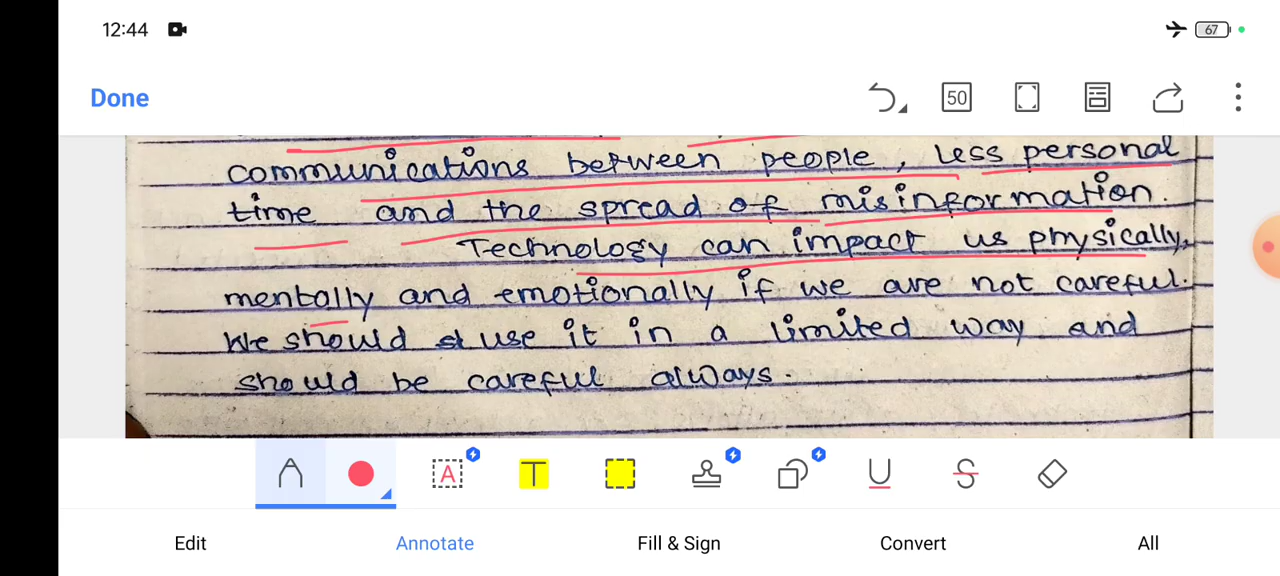 12:44
67
Done
50
communications between people, less personal
time and the spread of misinformation.
Technology can impact us physically,
mentally and emotionally if we are not careful.
We should use it in a limited way and
should be careful always.
A
T
U
S
Edit
Annotate
Fill & Sign
Convert
All